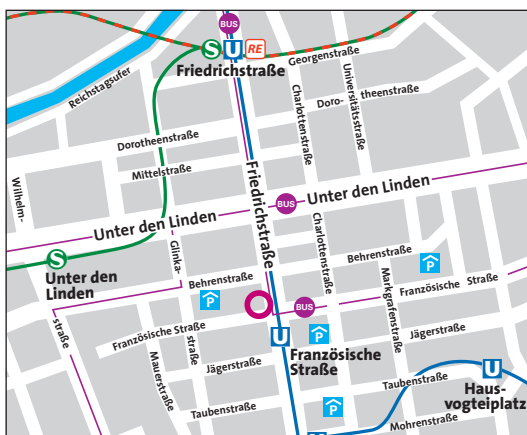 BUS
S
U
RE
Friedrichstraße
Georgenstraße
Reichstagsufer
Universitätsstraße
Charlottenstraße
Doro-
theenstraße
Dorotheenstraße
Mittelstraße
Friedrichstraße
Wilhelm-
Unter den Linden
BUS
Unter den Linden
Charlottenstraße
Glinka-
S
Unter den
Linden
Behrenstraße
P
Behrenstraße
Markgrafenstraße
Französische
Straße
P
BUS
straße
Französische Straße
straße
Mauerstraße
U
P
Jägerstraße
Französische
Straße
Jägerstraße
U
Haus-
vogteiplatz
Taubenstraße
Taubenstraße
P
Mohrenstraße